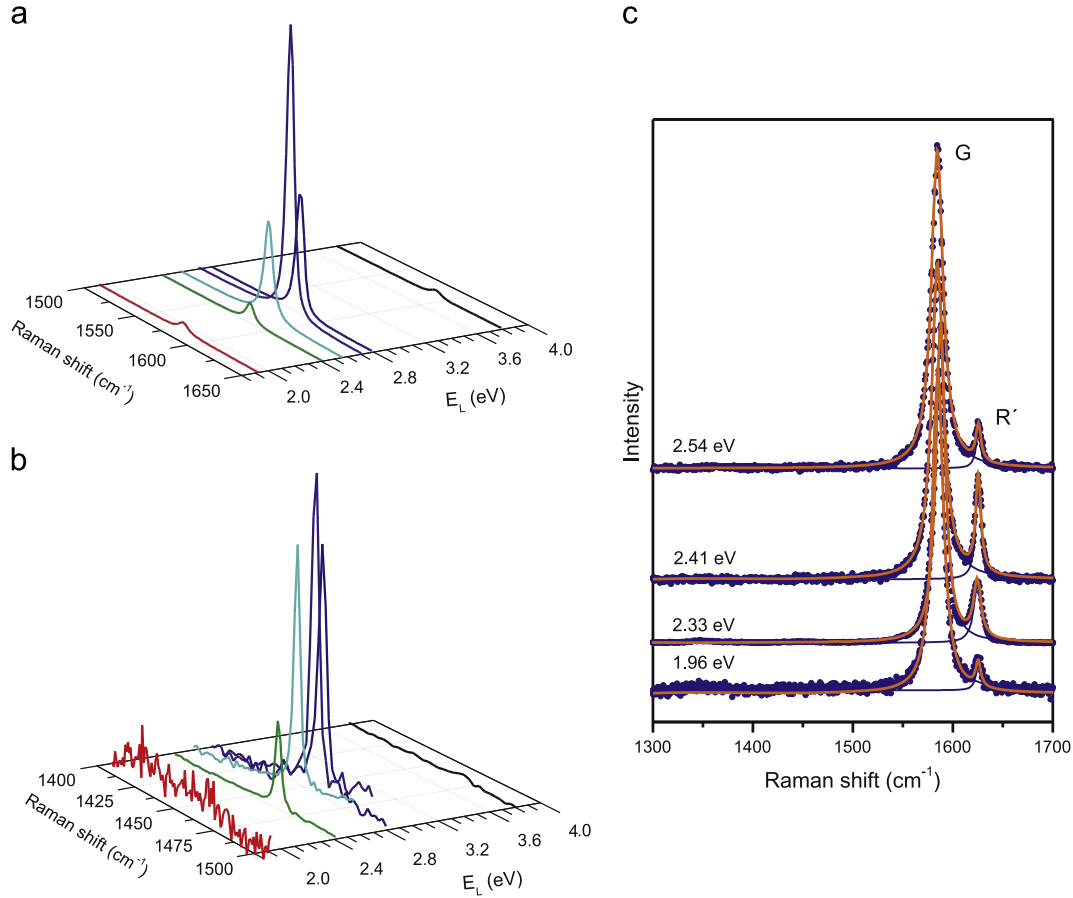 a
1500
1550
1600
1650
Raman shift (cm⁻¹)
2.0
2.4
2.8
3.2
3.6
4.0
E_L (eV)
b
1400
1425
1450
1475
1500
Raman shift (cm⁻¹)
2.0
2.4
2.8
3.2
3.6
4.0
E_L (eV)
c
G
R´
2.54 eV
2.41 eV
2.33 eV
1.96 eV
Intensity
1300 1400 1500 1600 1700
Raman shift (cm⁻¹)